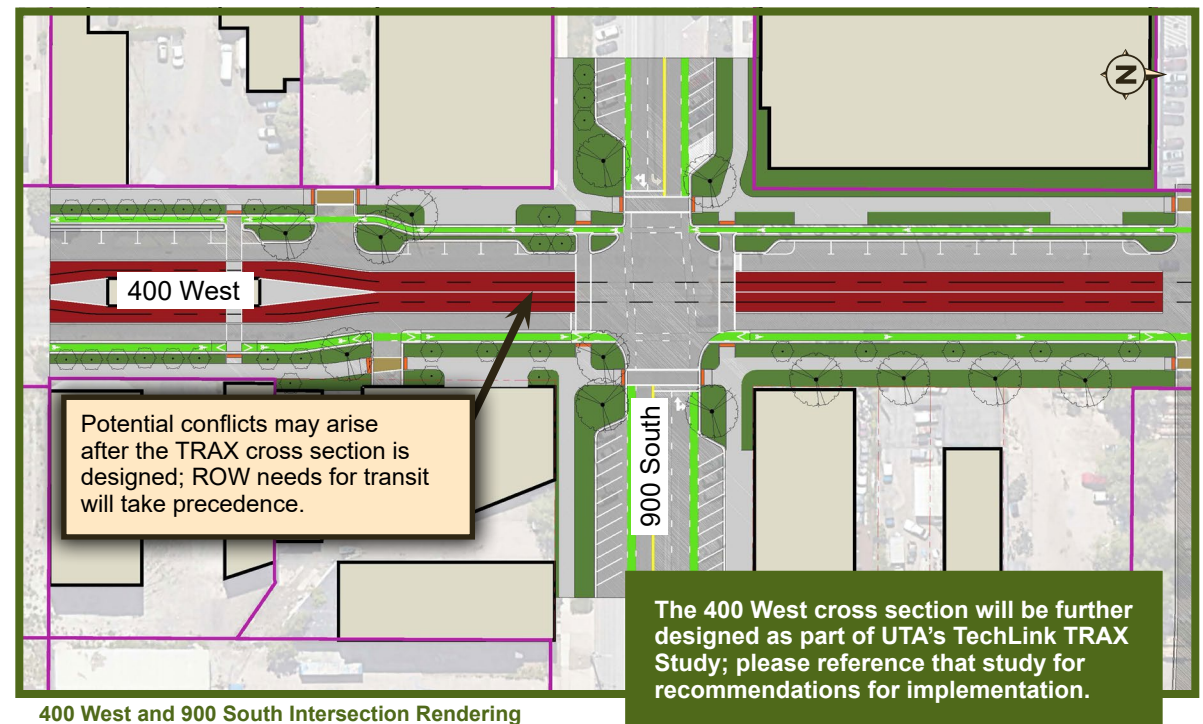 N
400 West
Potential conflicts may arise
after the TRAX cross section is
designed; ROW needs for transit
will take precedence.
900 South
The 400 West cross section will be further
designed as part of UTA's TechLink TRAX
Study; please reference that study for
recommendations for implementation.
400 West and 900 South Intersection Rendering